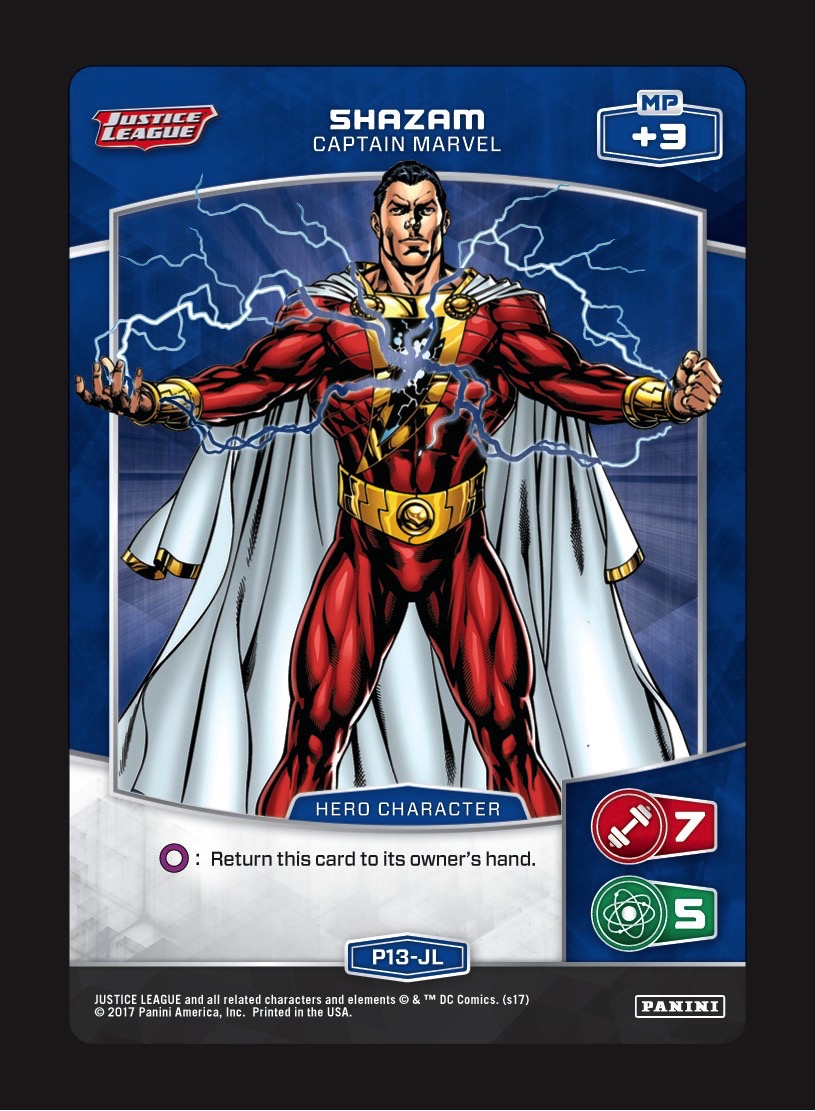 JUSTICE
LEAGUE
SHAZAM
CAPTAIN MARVEL
MP
+3
HERO CHARACTER
: Return this card to its owner's hand.
7
5
P13-JL
JUSTICE LEAGUE and all related characters and elements © & ™ DC Comics. (s17)
© 2017 Panini America, Inc. Printed in the USA.
PANINI